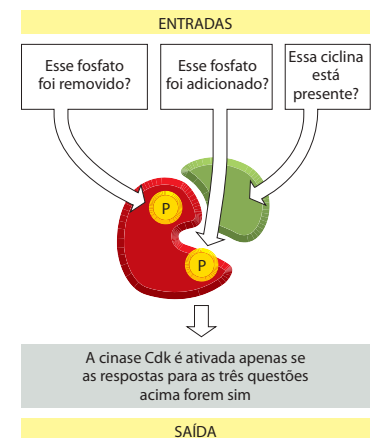 ENTRADAS
Esse fosfato
foi removido?
Esse fosfato
foi adicionado?
Essa ciclina
está
presente?
P
P
A cinase Cdk é ativada apenas se
as respostas para as três questões
acima forem sim
SAÍDA